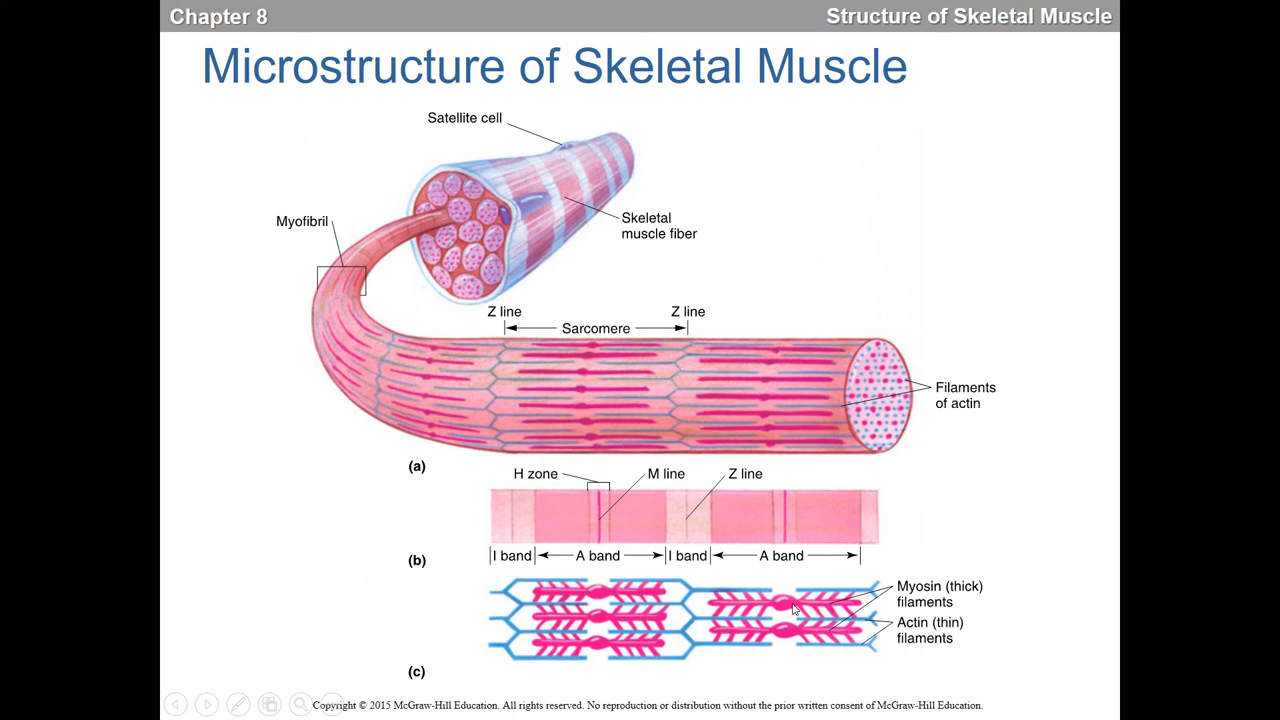 Chapter 8
Structure of Skeletal Muscle
Microstructure of Skeletal Muscle
Satellite cell
Myofibril
Skeletal
muscle fiber
Z line
Z line
Sarcomere
Filaments
of actin
(a)
H zone
M line
Z line
(b)
I band
A band
I band
A band
Myosin (thick)
filaments
Actin (thin)
filaments
(c)
Copyright © 2015 McGraw-Hill Education. All rights reserved. No reproduction or distribution without the prior written consent of McGraw-Hill Education.